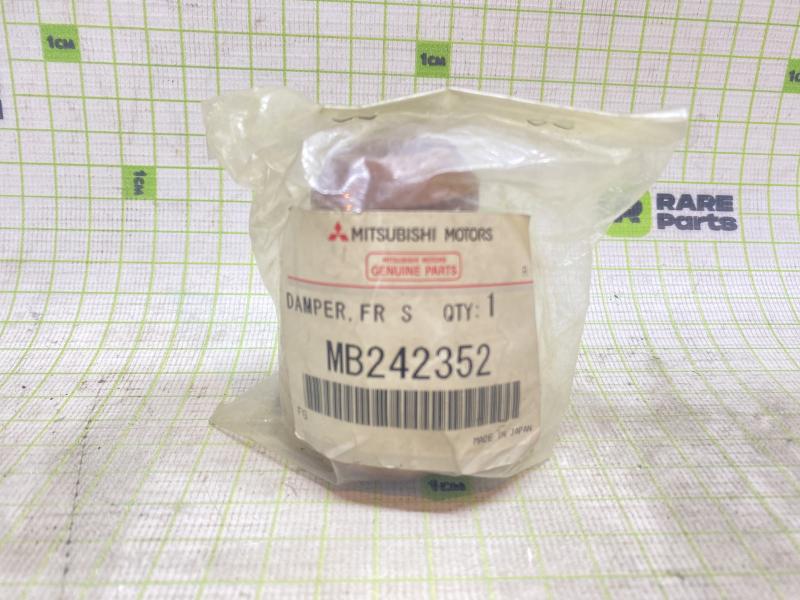 1CM
1CM
1CM
RARE
Parts
MITSUBISHI MOTORS
MITSUBISHI MOTORS
GENUINE PARTS
R
DAMPER, FR S QTY: 1
MB242352
FG
MADE IN JAPAN
1CM